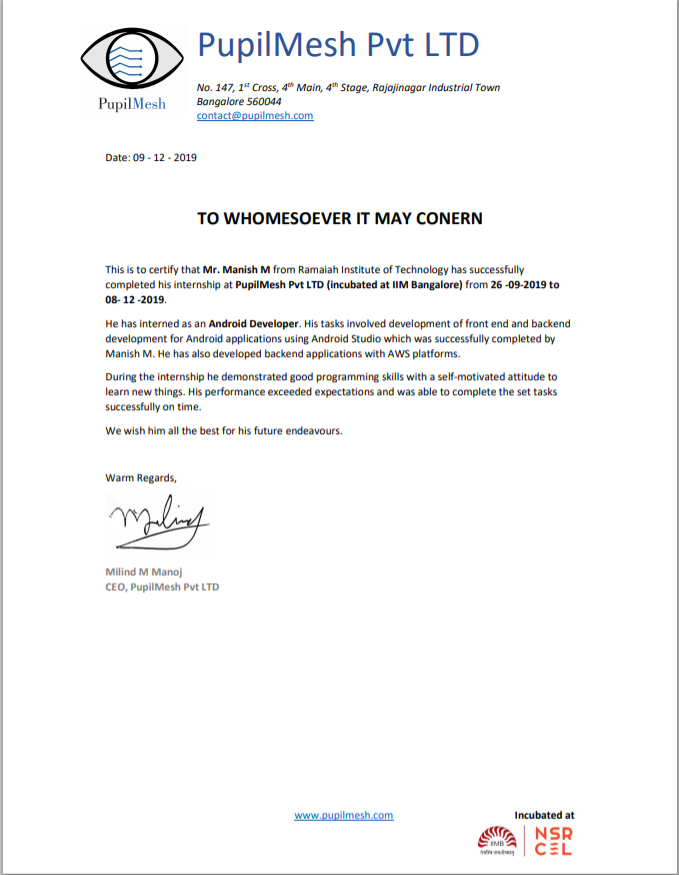 PupilMesh Pvt LTD
No. 147, 1st Cross, 4th Main, 4th Stage, Rajajinagar Industrial Town
Bangalore 560044
contact@pupilmesh.com
PupilMesh
Date: 09 - 12 - 2019
TO WHOMESOEVER IT MAY CONERN
This is to certify that Mr. Manish M from Ramaiah Institute of Technology has successfully
completed his internship at PupilMesh Pvt LTD (incubated at IIM Bangalore) from 26 -09-2019 to
08- 12 -2019.
He has interned as an Android Developer. His tasks involved development of front end and backend
development for Android applications using Android Studio which was successfully completed by
Manish M. He has also developed backend applications with AWS platforms.
During the internship he demonstrated good programming skills with a self-motivated attitude to
learn new things. His performance exceeded expectations and was able to complete the set tasks
successfully on time.
We wish him all the best for his future endeavours.
Warm Regards,
Milind
Milind M Manoj
CEO, PupilMesh Pvt LTD
www.pupilmesh.com
Incubated at
IIMB
NSR
CEL